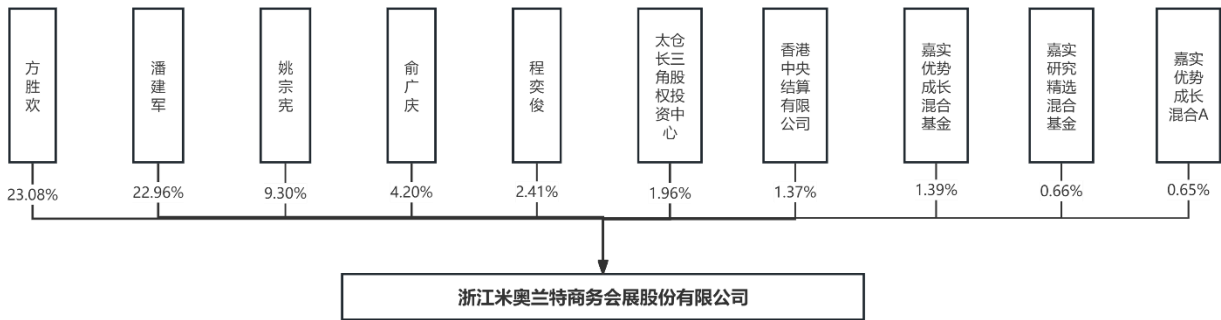 方
胜
欢
潘
建
军
姚
宗
宪
俞
广
庆
程
奕
俊
太仓
长三
角股
权投
资中
心
香港
中央
结算
有限
公司
嘉实
优势
成长
混合
基金
嘉实
研究
精选
混合
基金
嘉实
优势
成长
混合A
23.08%
22.96%
9.30%
4.20%
2.41%
1.96%
1.37%
1.39%
0.66%
0.65%
浙江米奥兰特商务会展股份有限公司